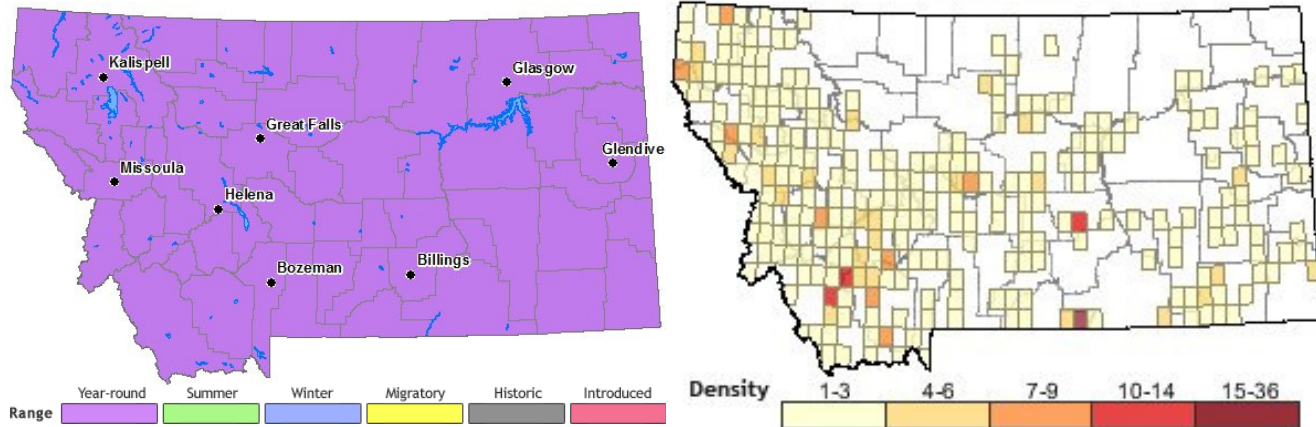 Kalispell
Glasgow
Great Falls
Glendive
Missoula
Helena
Bozeman
Billings
Year-round Summer Winter Migratory Historic Introduced
Range
Density 1-3 4-6 7-9 10-14 15-36